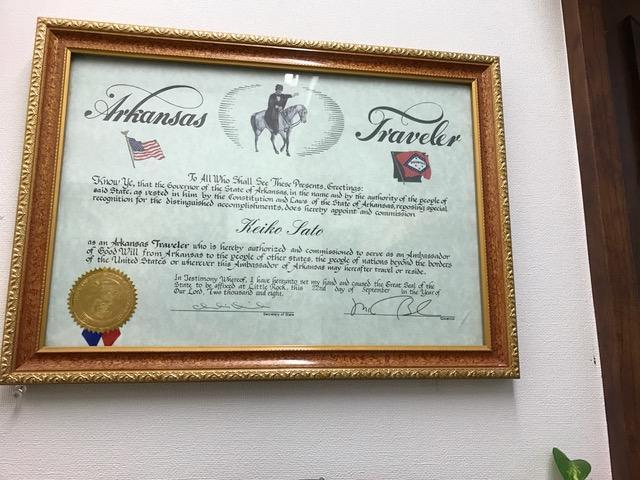 Arkansas Traveler
To All Who Shall See These Presents, Greetings:
Know Ye, that the Governor of the State of Arkansas, in the name and by the authority of the people of
said State, as vested in him by the Constitution and Laws of the State of Arkansas, reposing special
recognition for the distinguished accomplishments, does hereby appoint and commission
Keiko Sato
as an Arkansas Traveler who is hereby authorized and commissioned to serve as an Ambassador
of Good Will from Arkansas to the people of other states, the people of nations beyond the borders
of the United States or wherever this Ambassador of Arkansas may hereafter travel or reside.
In Testimony Whereof, I have hereunto set my hand and caused the Great Seal of the
State to be affixed at Little Rock, this 22nd day of September in the Year of
Our Lord, Two thousand and eight.
Secretary of State
Governor